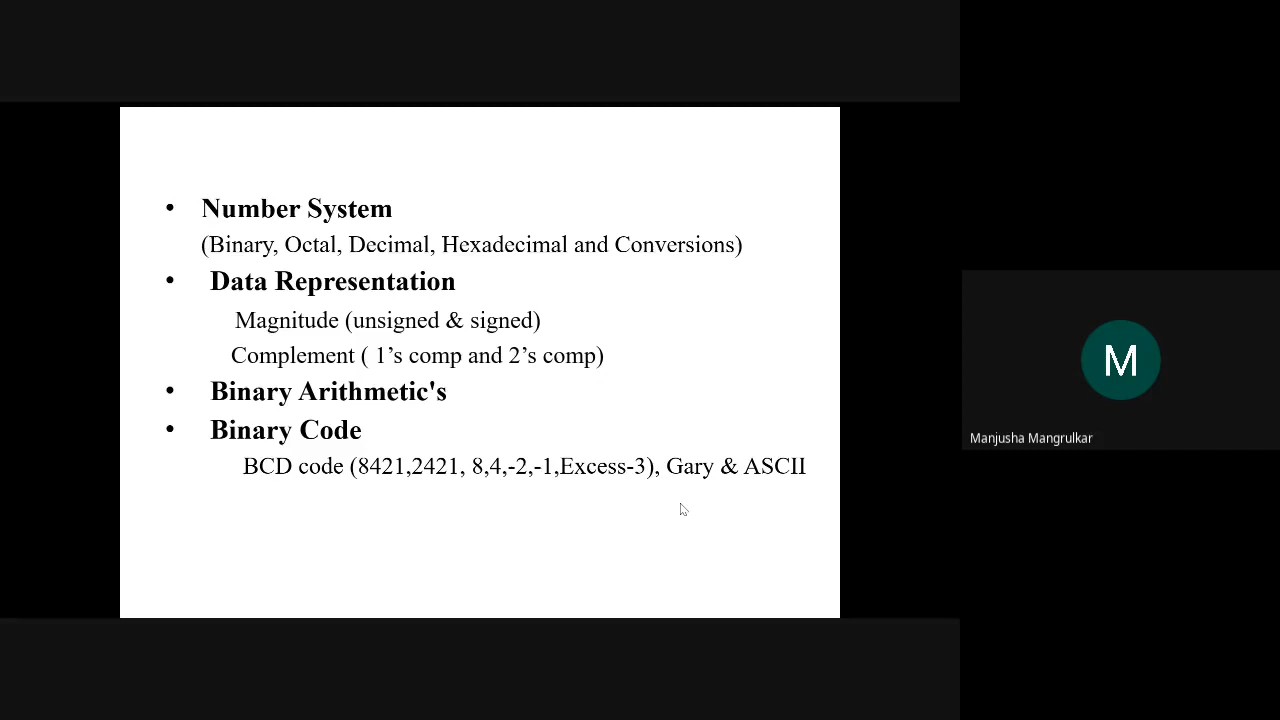 • Number System
(Binary, Octal, Decimal, Hexadecimal and Conversions)
• Data Representation
Magnitude (unsigned & signed)
Complement ( 1’s comp and 2’s comp)
• Binary Arithmetic's
• Binary Code
BCD code (8421,2421, 8,4,-2,-1,Excess-3), Gary & ASCII
M
Manjusha Mangrulkar